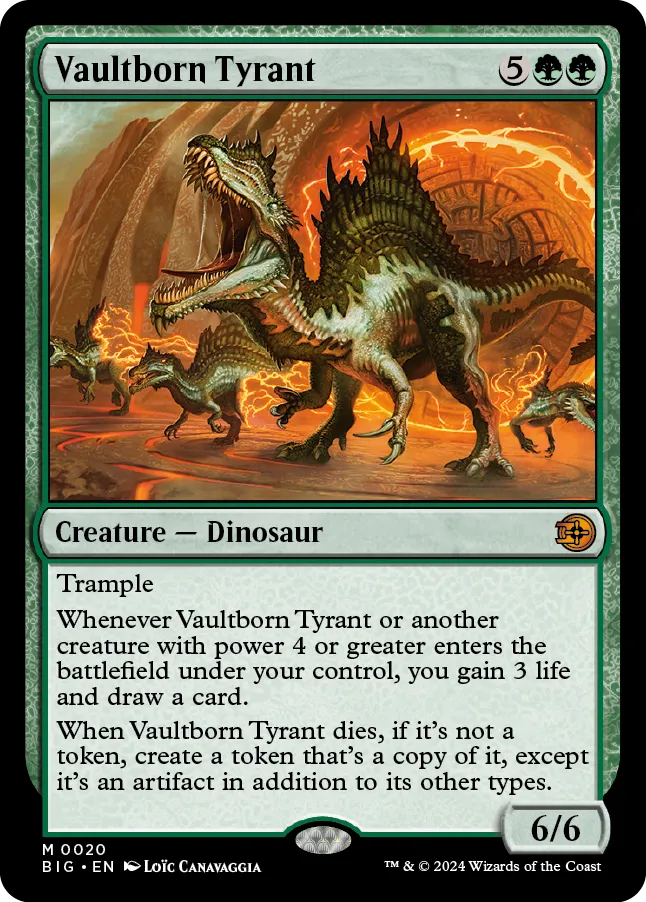 Vaultborn Tyrant 5
Creature — Dinosaur
Trample
Whenever Vaultborn Tyrant or another
creature with power 4 or greater enters the
battlefield under your control, you gain 3 life
and draw a card.
When Vaultborn Tyrant dies, if it's not a
token, create a token that's a copy of it, except
it's an artifact in addition to its other types.
6/6
M 0020
BIG • EN Loïc Canavaggia
™ & © 2024 Wizards of the Coast